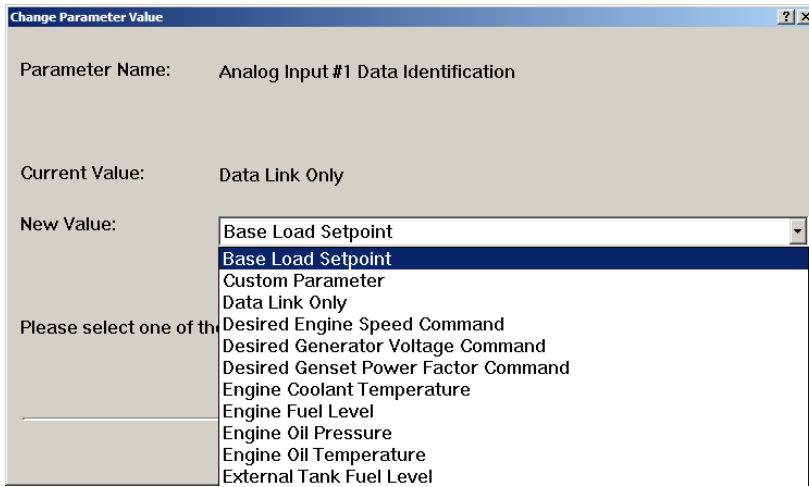 Change Parameter Value
Parameter Name: Analog Input #1 Data Identification
Current Value: Data Link Only
New Value: Base Load Setpoint
Base Load Setpoint
Custom Parameter
Data Link Only
Desired Engine Speed Command
Please select one of the
Desired Generator Voltage Command
Desired Genset Power Factor Command
Engine Coolant Temperature
Engine Fuel Level
Engine Oil Pressure
Engine Oil Temperature
External Tank Fuel Level